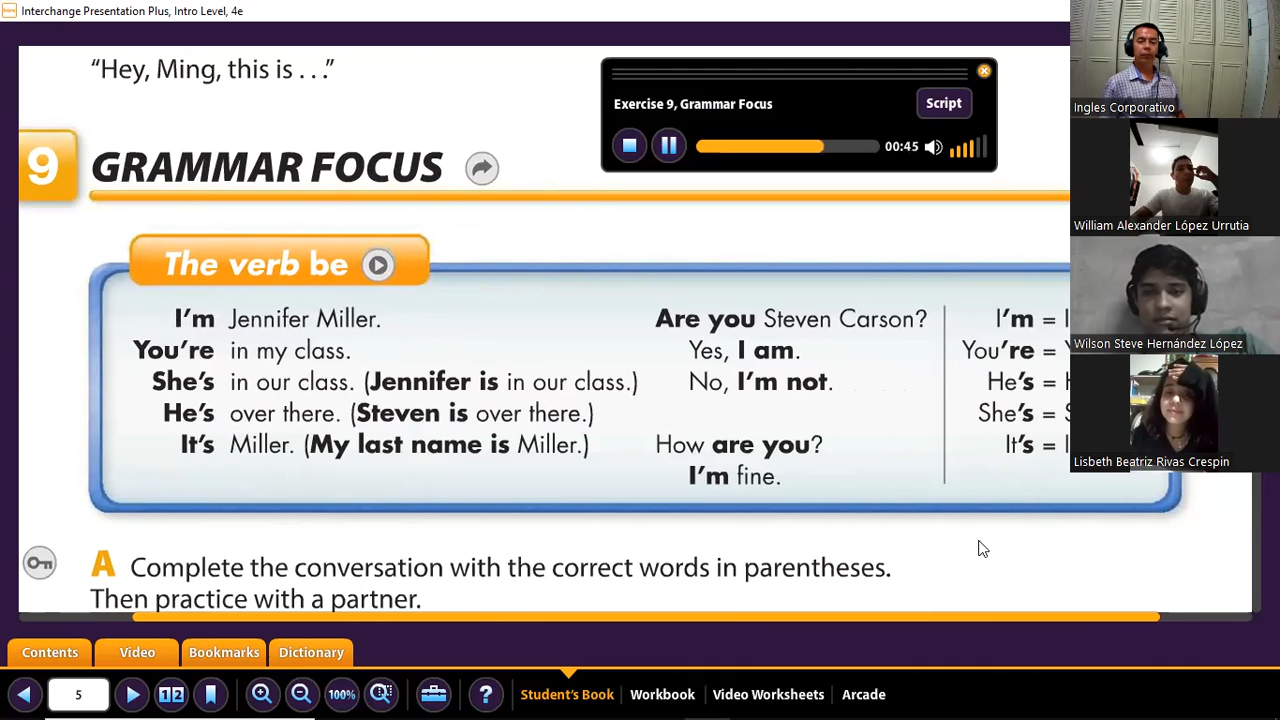 Interchange Presentation Plus, Intro Level, 4e
"Hey, Ming, this is . . ."
Exercise 9, Grammar Focus
Script
00:45
9 GRAMMAR FOCUS
The verb be
I'm Jennifer Miller.
You're in my class.
She's in our class. (Jennifer is in our class.)
He's over there. (Steven is over there.)
It's Miller. (My last name is Miller.)
Are you Steven Carson?
Yes, I am.
No, I'm not.
How are you?
I'm fine.
I'm = I
You're =
He's =
She's =
It's = I
A Complete the conversation with the correct words in parentheses.
Then practice with a partner.
Ingles Corporativo
William Alexander López Urrutia
Wilson Steve Hernández López
Lisbeth Beatriz Rivas Crespin
Contents Video Bookmarks Dictionary
5 1 2 100% ? Student's Book Workbook Video Worksheets Arcade